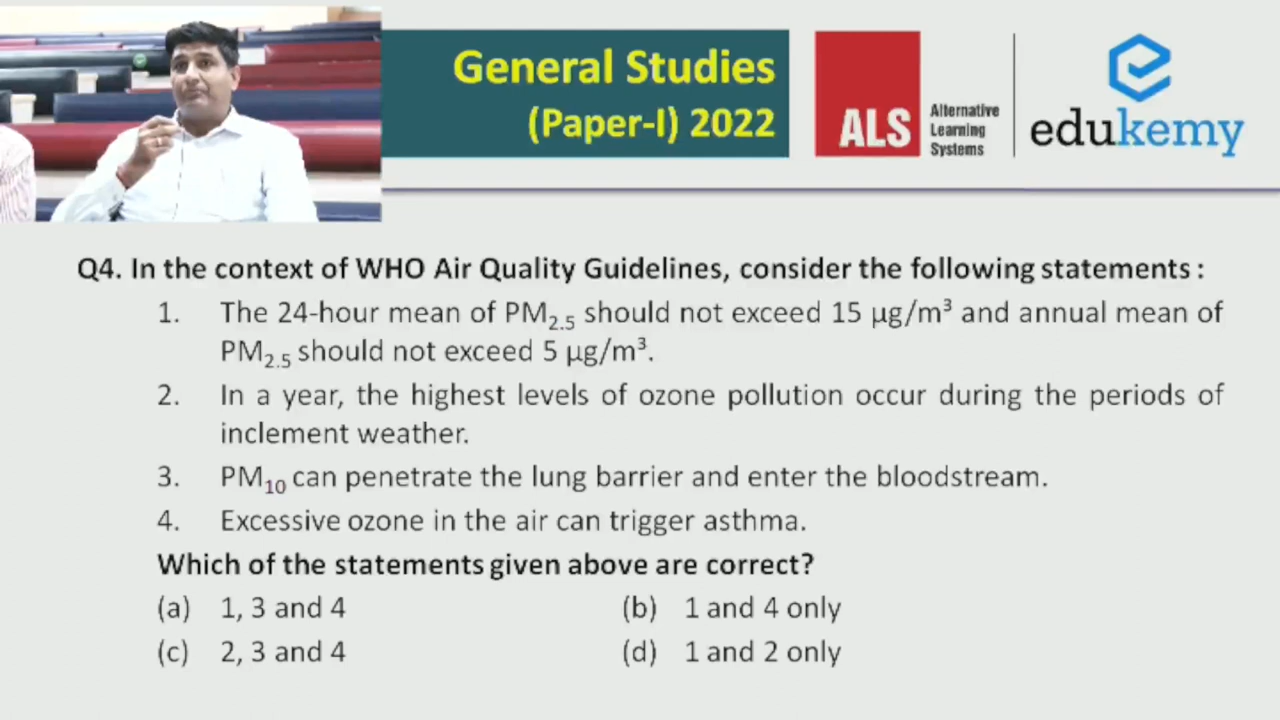 General Studies
(Paper-I) 2022
ALS
Alternative
Learning
Systems
edukemy
Q4. In the context of WHO Air Quality Guidelines, consider the following statements :
1. The 24-hour mean of PM₂.₅ should not exceed 15 µg/m³ and annual mean of
PM₂.₅ should not exceed 5 µg/m³.
2. In a year, the highest levels of ozone pollution occur during the periods of
inclement weather.
3. PM₁₀ can penetrate the lung barrier and enter the bloodstream.
4. Excessive ozone in the air can trigger asthma.
Which of the statements given above are correct?
(a) 1, 3 and 4 (b) 1 and 4 only
(c) 2, 3 and 4 (d) 1 and 2 only